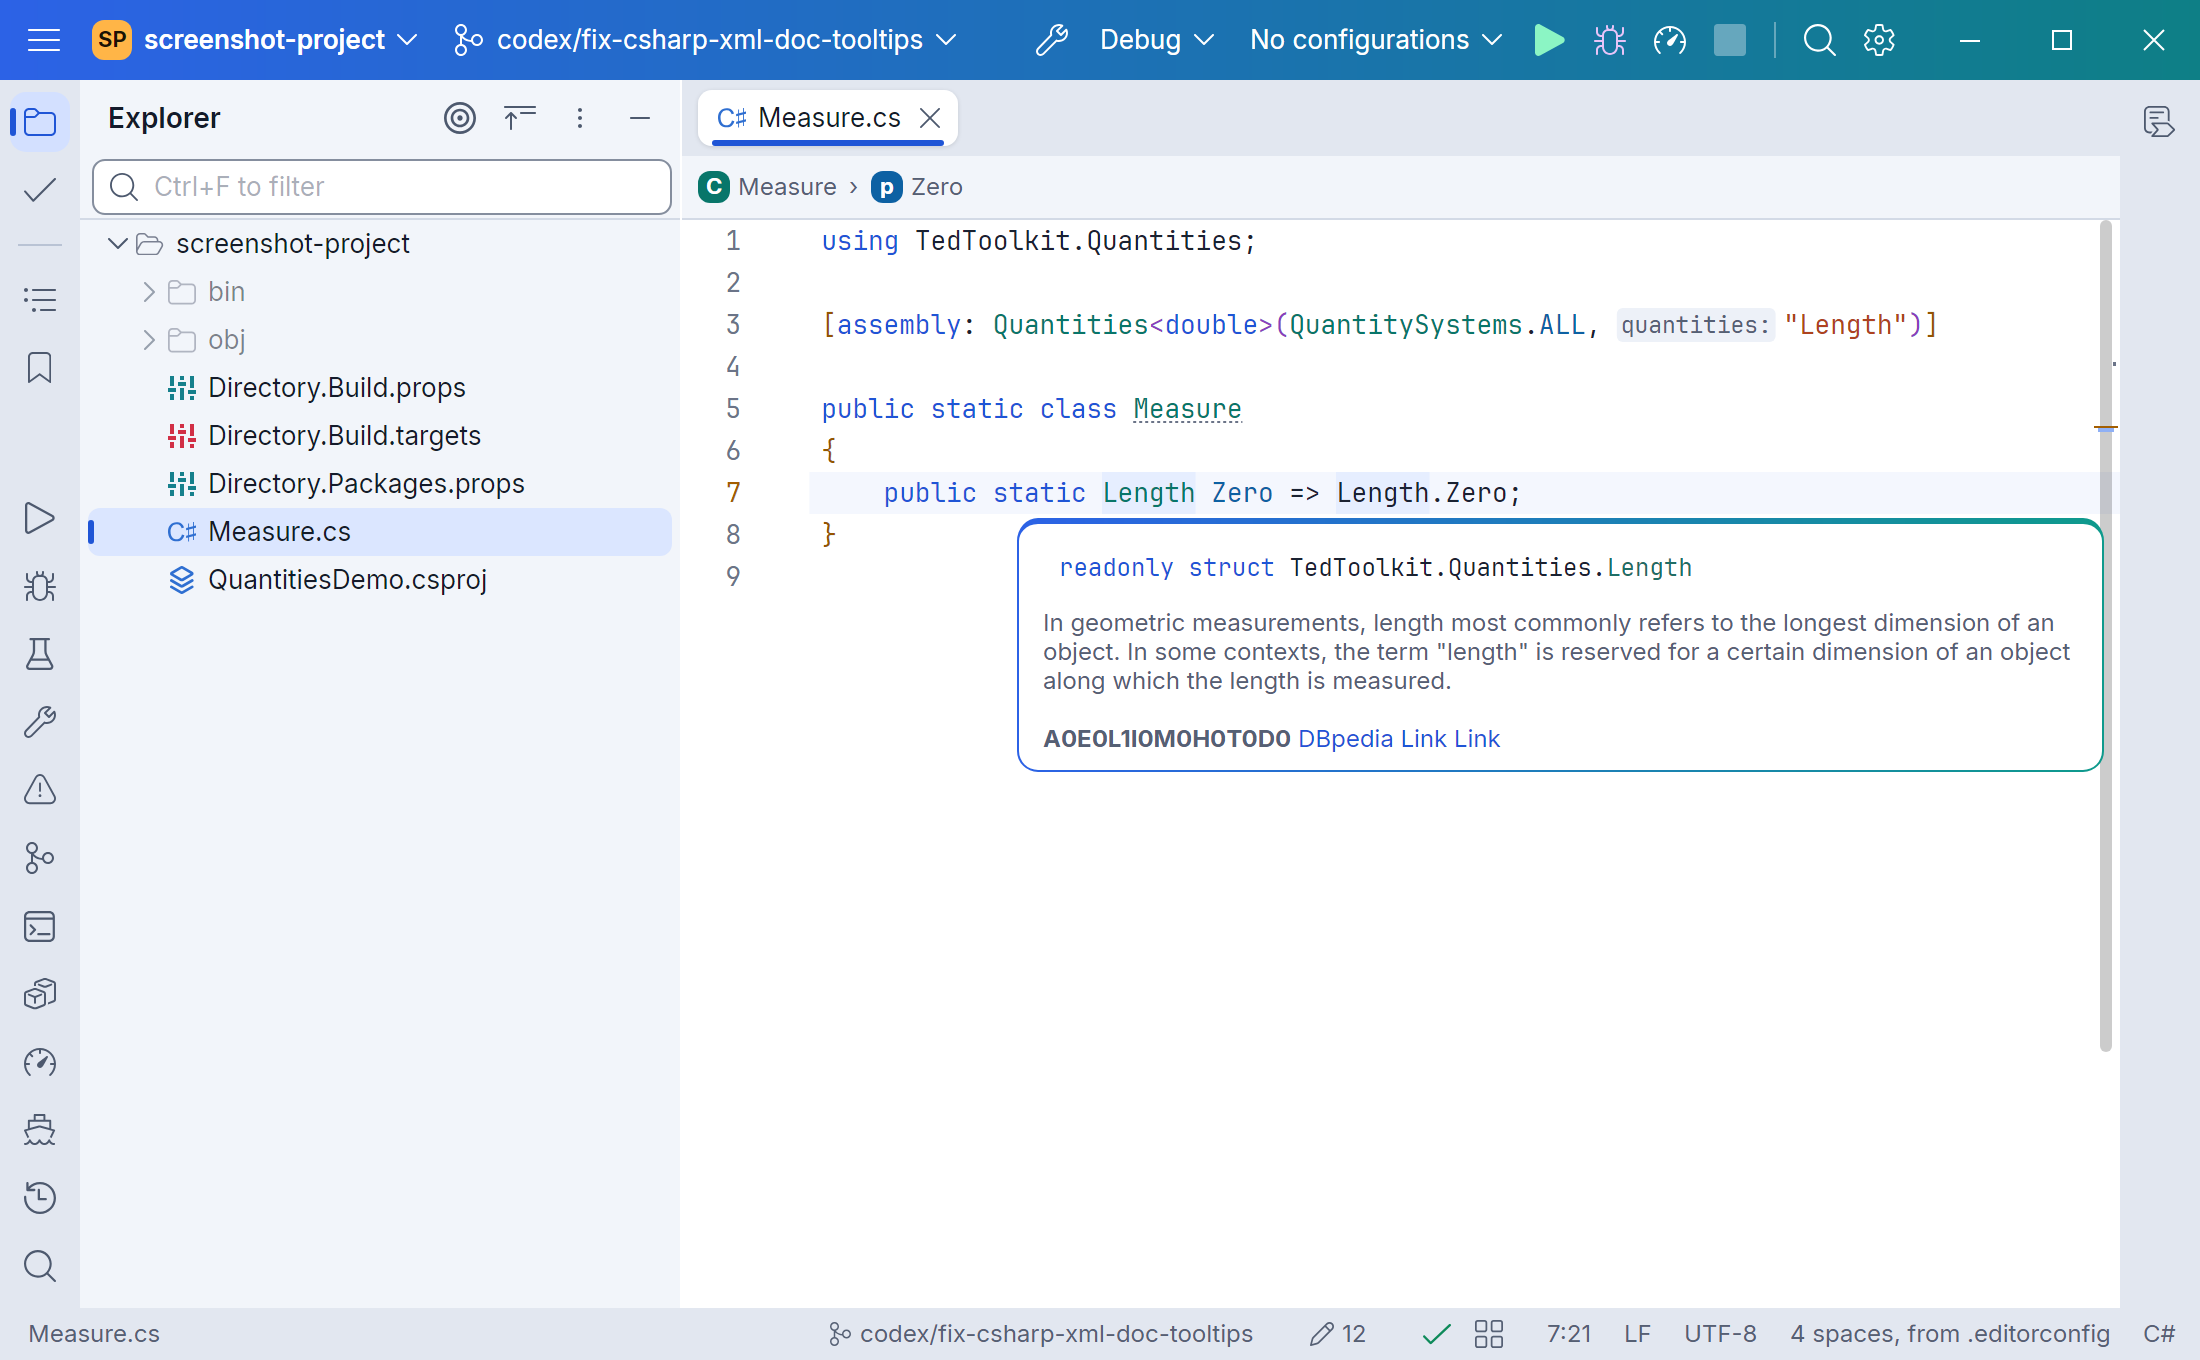 SP screenshot-project codex/fix-csharp-xml-doc-tooltips Debug No configurations
Explorer
Ctrl+F to filter
screenshot-project
bin
obj
Directory.Build.props
Directory.Build.targets
Directory.Packages.props
C# Measure.cs
QuantitiesDemo.csproj
C# Measure.cs
C Measure › p Zero
1 using TedToolkit.Quantities;
2
3 [assembly: Quantities<double>(QuantitySystems.ALL, quantities: "Length")]
4
5 public static class Measure
6 {
7 public static Length Zero => Length.Zero;
8 }
9
readonly struct TedToolkit.Quantities.Length
In geometric measurements, length most commonly refers to the longest dimension of an
object. In some contexts, the term "length" is reserved for a certain dimension of an object
along which the length is measured.
A0E0L1I0M0H0T0D0 DBpedia Link Link
Measure.cs codex/fix-csharp-xml-doc-tooltips 12 7:21 LF UTF-8 4 spaces, from .editorconfig C#